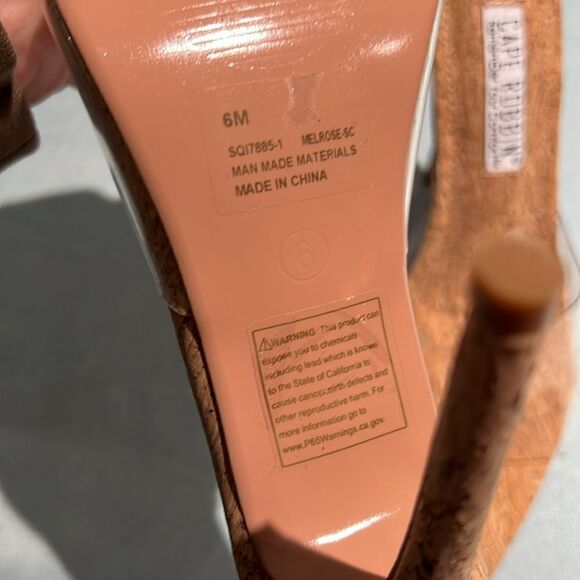 6M
SQI7885-1 MELROSE-SC
MAN MADE MATERIALS
MADE IN CHINA
6
⚠WARNING This product can
expose you to chemicals
including lead which is known
to the State of California to
cause cancer,birth defects and
other reproductive harm. For
more information go to
www.P65Warnings.ca.gov.
CAPE ROBBIN